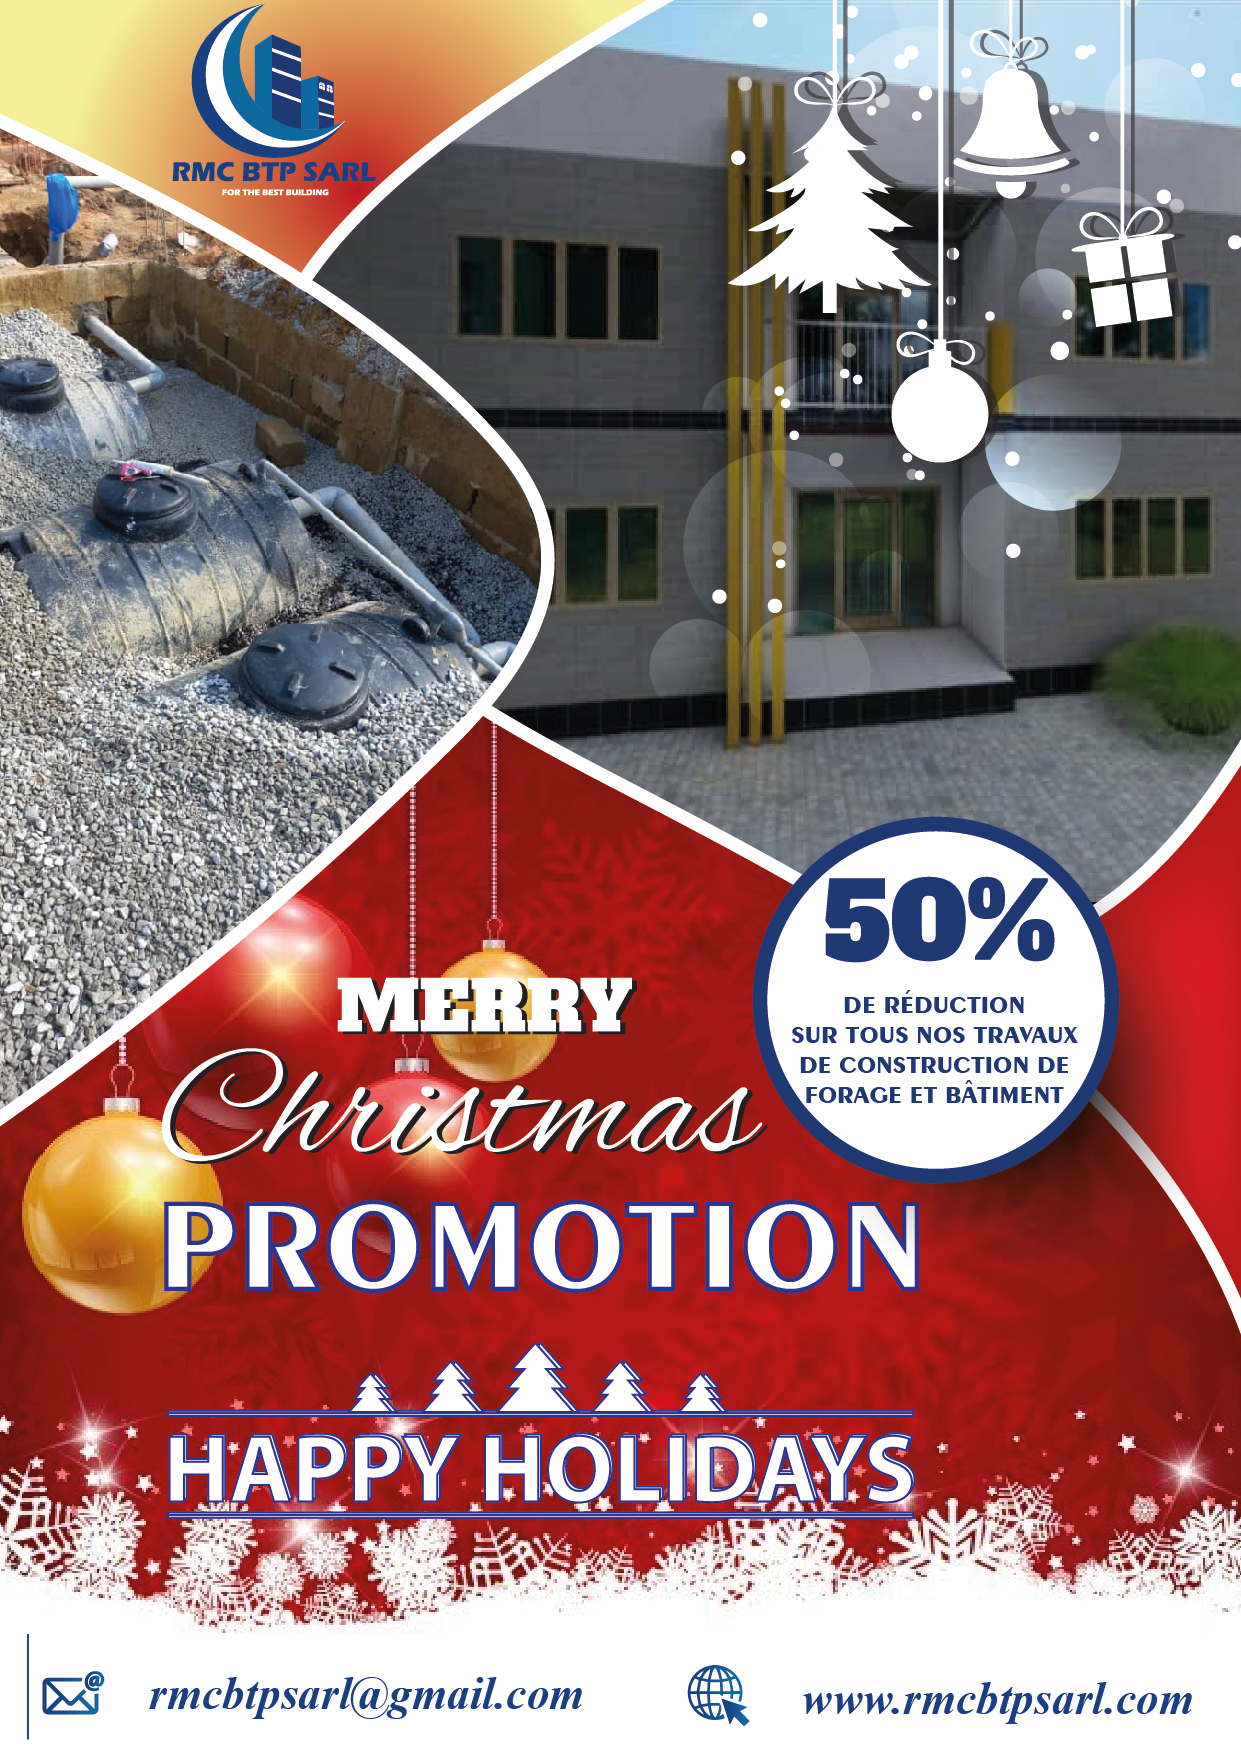 RMC BTP SARL
FOR THE BEST BUILDING
50%
DE RÉDUCTION
SUR TOUS NOS TRAVAUX
DE CONSTRUCTION DE
FORAGE ET BÂTIMENT
MERRY
Christmas
PROMOTION
HAPPY HOLIDAYS
rmcbtpsarl@gmail.com
www.rmcbtpsarl.com